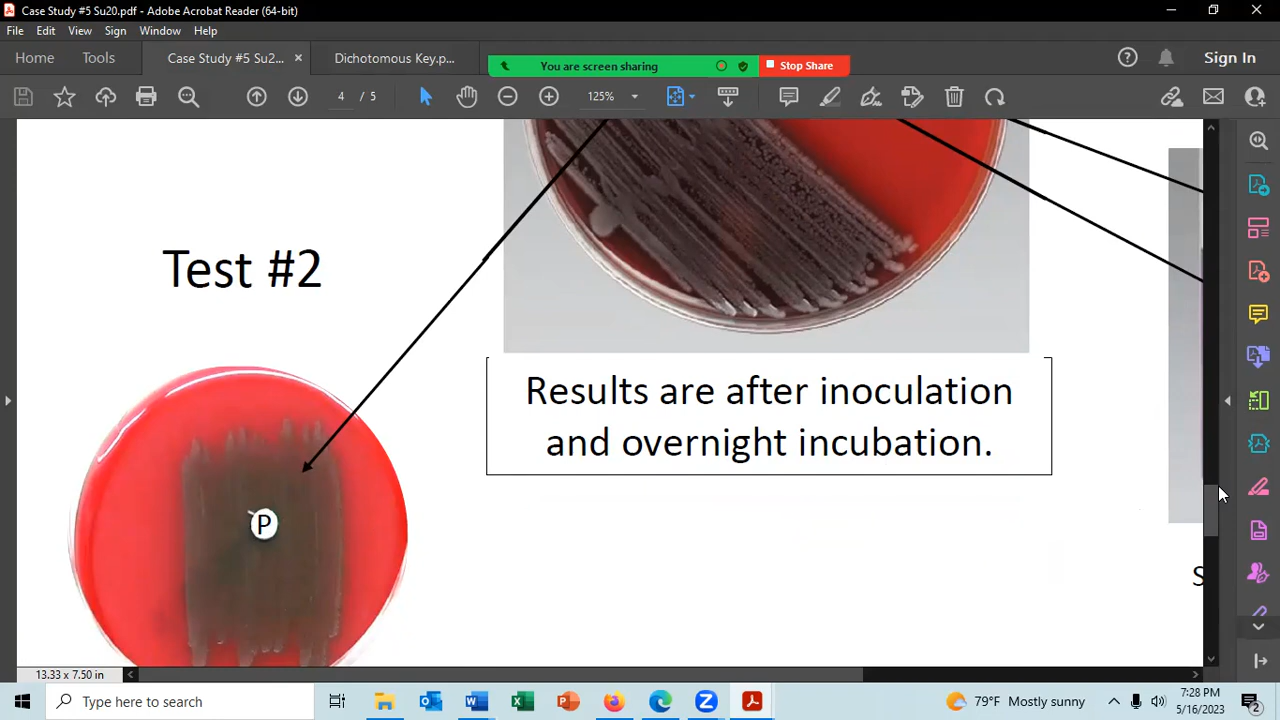 Case Study #5 Su20.pdf - Adobe Acrobat Reader (64-bit)
File Edit View Sign Window Help
Home Tools Case Study #5 Su2... × Dichotomous Key.p... You are screen sharing Stop Share Sign In
4 / 5 125%
Test #2
Results are after inoculation
and overnight incubation.
P
S
13.33 x 7.50 in
Type here to search
79°F Mostly sunny
7:28 PM
5/16/2023
2